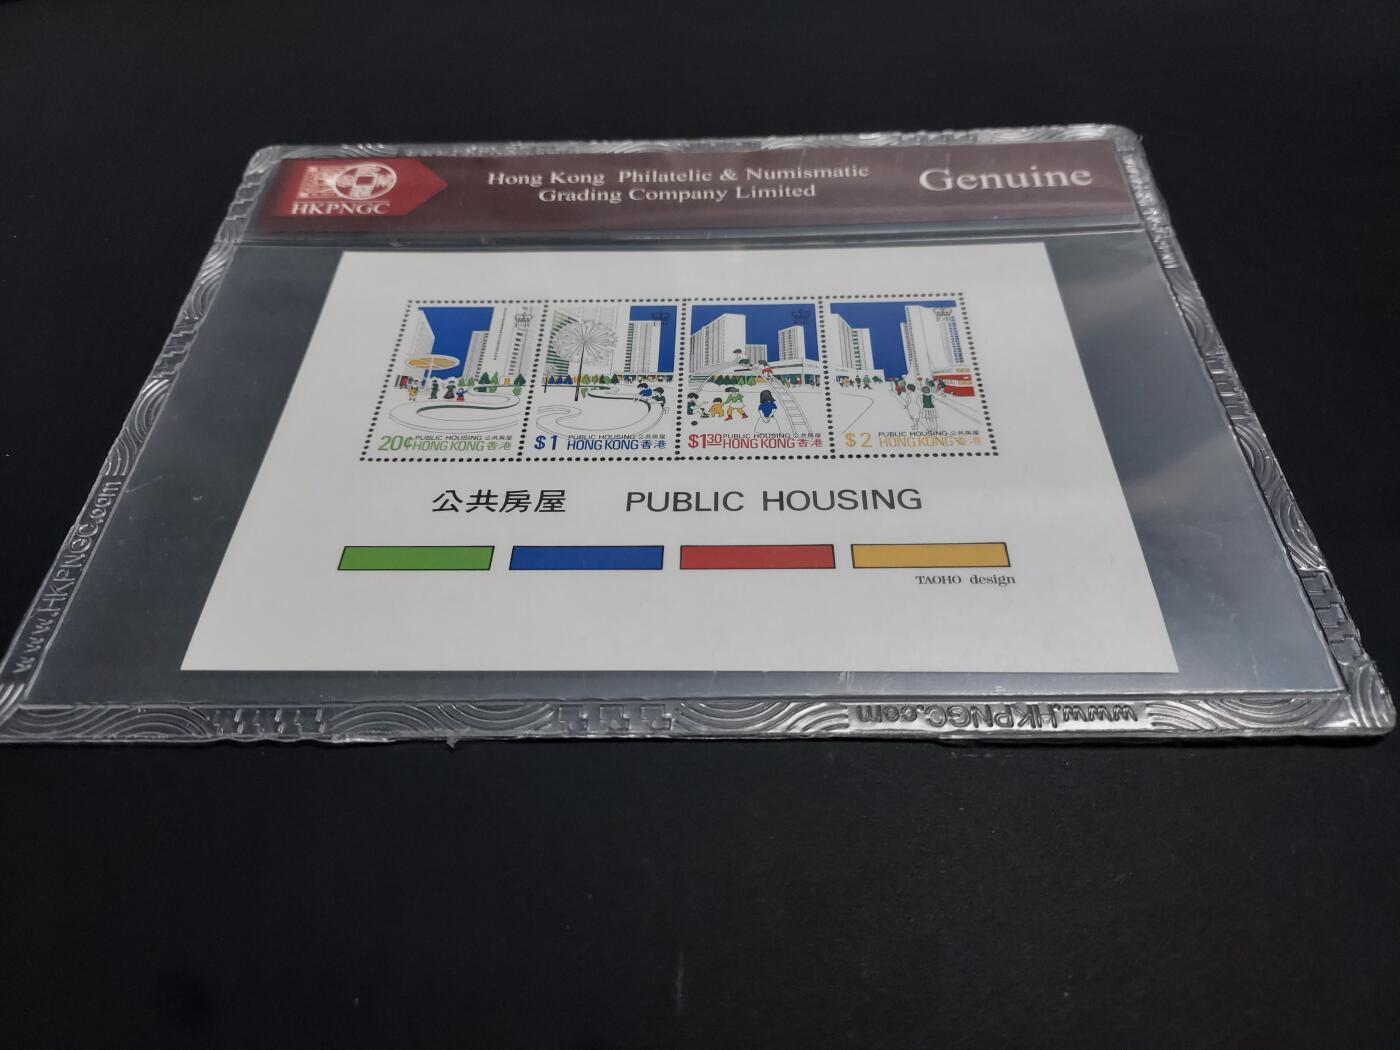 HKPNGC
Hong Kong Philatelic & Numismatic
Grading Company Limited
Genuine
20¢ PUBLIC HOUSING 公共房屋
HONG KONG 香港
$1 PUBLIC HOUSING 公共房屋
HONG KONG 香港
$1.30 PUBLIC HOUSING 公共房屋
HONG KONG 香港
$2 PUBLIC HOUSING 公共房屋
HONG KONG 香港
公共房屋 PUBLIC HOUSING
TAOHO design
www.HKPNGC.com
www.HKPNGC.com